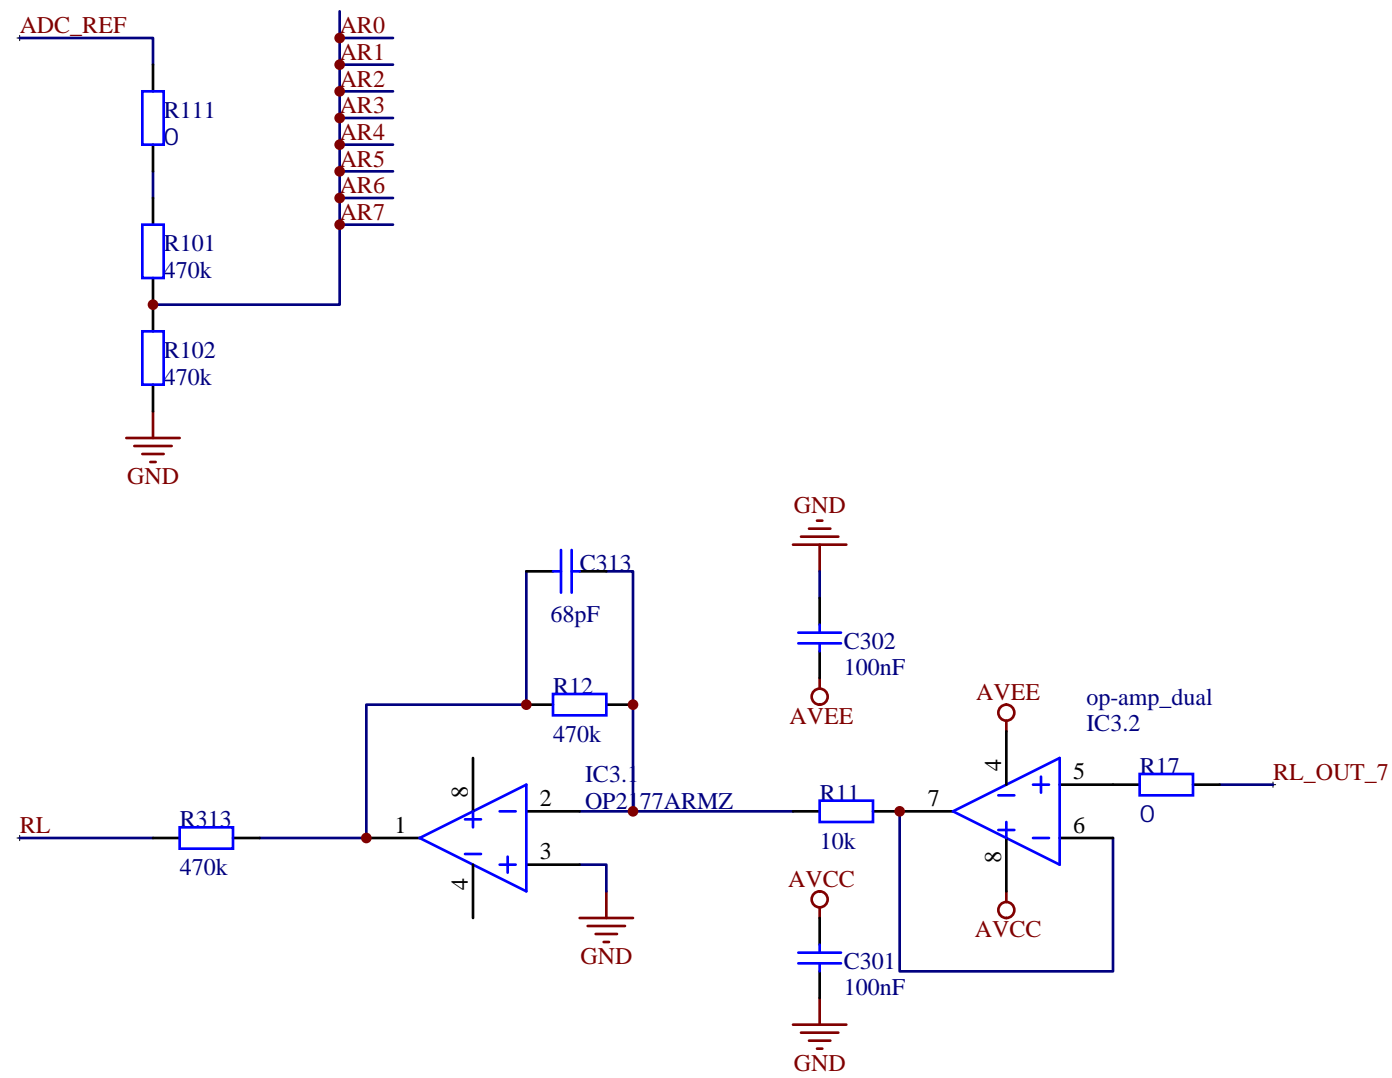 ADC_REF
R111
0
R101
470k
R102
470k
GND
AR0
AR1
AR2
AR3
AR4
AR5
AR6
AR7
RL
R313
470k
1
8
4
2
3
IC3.1
OP2177ARMZ
C313
68pF
R12
470k
GND
GND
C302
100nF
AVEE
R11
10k
AVCC
C301
100nF
GND
AVEE
4
op-amp_dual
IC3.2
7
5
6
8
AVCC
R17
0
RL_OUT_7